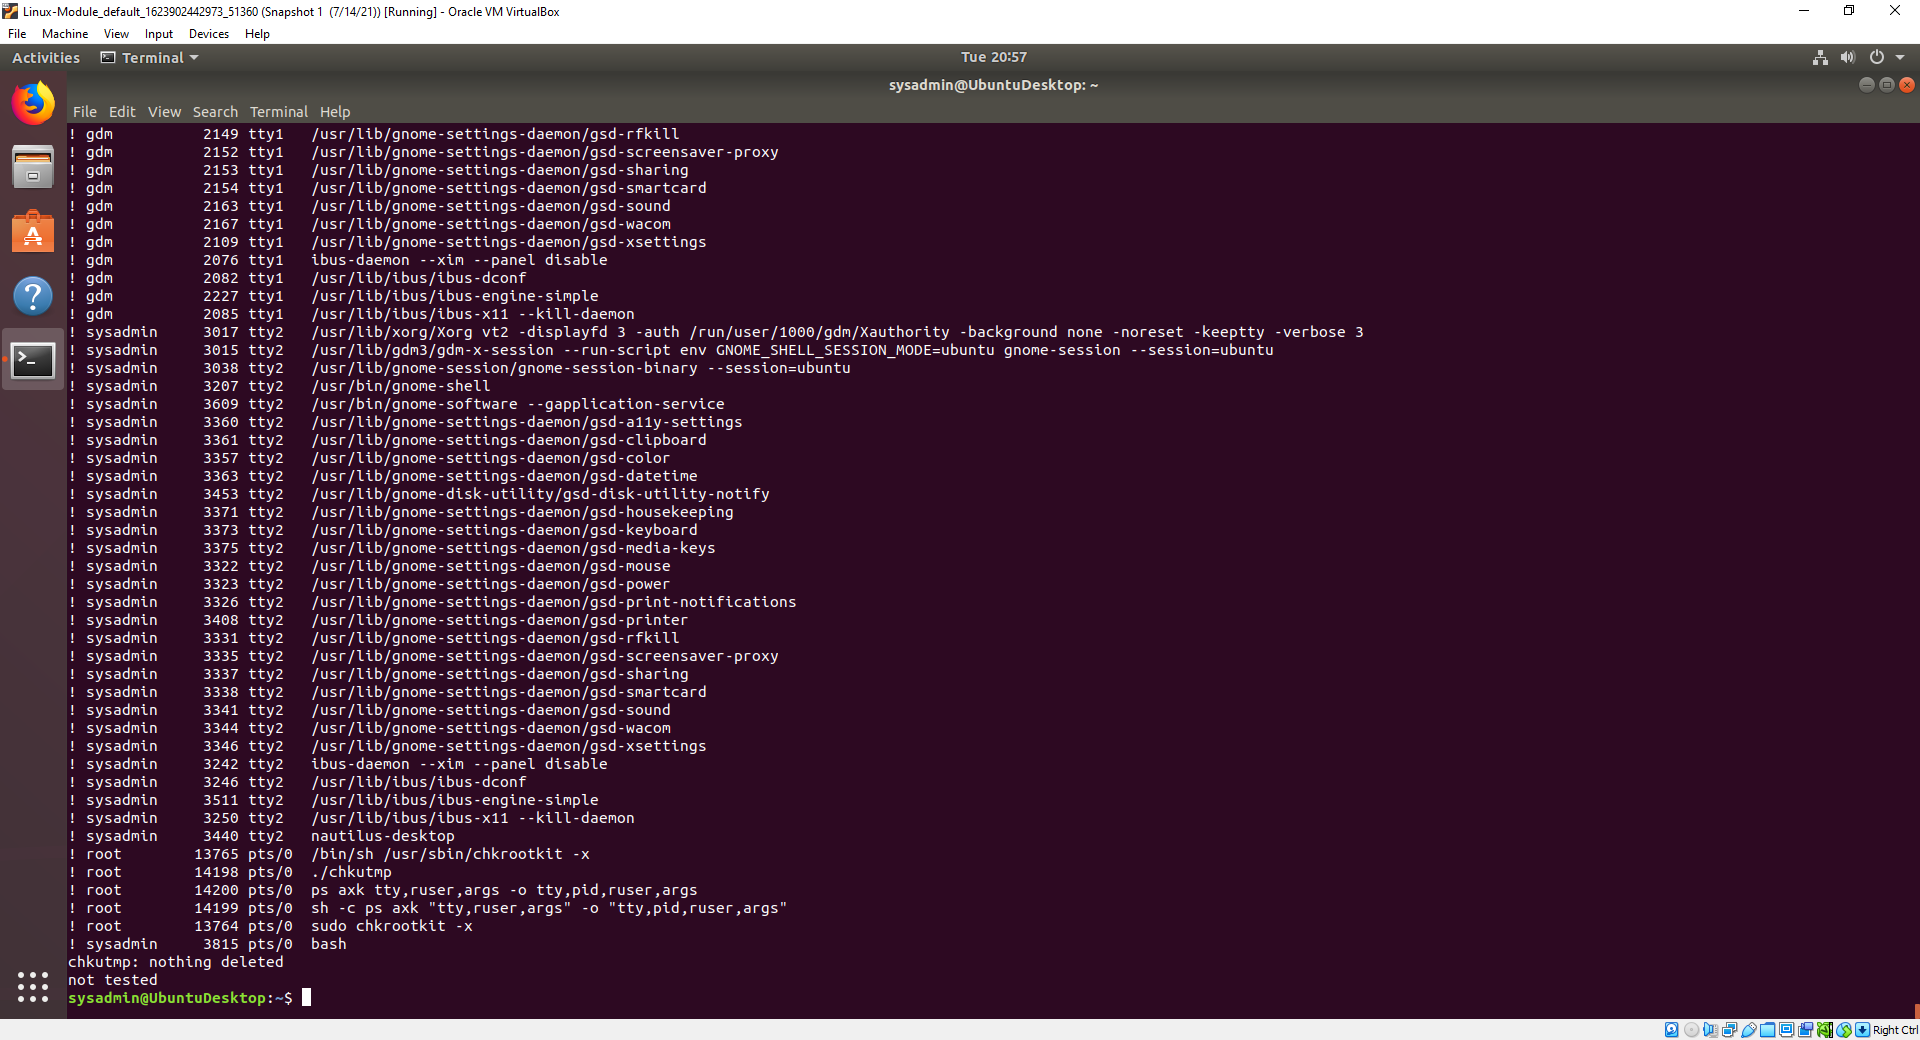 Linux-Module_default_1623902442973_51360 (Snapshot 1  (7/14/21)) [Running] - Oracle VM VirtualBox
File Machine View Input Devices Help
Activities Terminal Tue 20:57
sysadmin@UbuntuDesktop: ~
File Edit View Search Terminal Help
! gdm          2149 tty1   /usr/lib/gnome-settings-daemon/gsd-rfkill
! gdm          2152 tty1   /usr/lib/gnome-settings-daemon/gsd-screensaver-proxy
! gdm          2153 tty1   /usr/lib/gnome-settings-daemon/gsd-sharing
! gdm          2154 tty1   /usr/lib/gnome-settings-daemon/gsd-smartcard
! gdm          2163 tty1   /usr/lib/gnome-settings-daemon/gsd-sound
! gdm          2167 tty1   /usr/lib/gnome-settings-daemon/gsd-wacom
! gdm          2109 tty1   /usr/lib/gnome-settings-daemon/gsd-xsettings
! gdm          2076 tty1   ibus-daemon --xim --panel disable
! gdm          2082 tty1   /usr/lib/ibus/ibus-dconf
! gdm          2227 tty1   /usr/lib/ibus/ibus-engine-simple
! gdm          2085 tty1   /usr/lib/ibus/ibus-x11 --kill-daemon
! sysadmin     3017 tty2   /usr/lib/xorg/Xorg vt2 -displayfd 3 -auth /run/user/1000/gdm/Xauthority -background none -noreset -keeptty -verbose 3
! sysadmin     3015 tty2   /usr/lib/gdm3/gdm-x-session --run-script env GNOME_SHELL_SESSION_MODE=ubuntu gnome-session --session=ubuntu
! sysadmin     3038 tty2   /usr/lib/gnome-session/gnome-session-binary --session=ubuntu
! sysadmin     3207 tty2   /usr/bin/gnome-shell
! sysadmin     3609 tty2   /usr/bin/gnome-software --gapplication-service
! sysadmin     3360 tty2   /usr/lib/gnome-settings-daemon/gsd-a11y-settings
! sysadmin     3361 tty2   /usr/lib/gnome-settings-daemon/gsd-clipboard
! sysadmin     3357 tty2   /usr/lib/gnome-settings-daemon/gsd-color
! sysadmin     3363 tty2   /usr/lib/gnome-settings-daemon/gsd-datetime
! sysadmin     3453 tty2   /usr/lib/gnome-disk-utility/gsd-disk-utility-notify
! sysadmin     3371 tty2   /usr/lib/gnome-settings-daemon/gsd-housekeeping
! sysadmin     3373 tty2   /usr/lib/gnome-settings-daemon/gsd-keyboard
! sysadmin     3375 tty2   /usr/lib/gnome-settings-daemon/gsd-media-keys
! sysadmin     3322 tty2   /usr/lib/gnome-settings-daemon/gsd-mouse
! sysadmin     3323 tty2   /usr/lib/gnome-settings-daemon/gsd-power
! sysadmin     3326 tty2   /usr/lib/gnome-settings-daemon/gsd-print-notifications
! sysadmin     3408 tty2   /usr/lib/gnome-settings-daemon/gsd-printer
! sysadmin     3331 tty2   /usr/lib/gnome-settings-daemon/gsd-rfkill
! sysadmin     3335 tty2   /usr/lib/gnome-settings-daemon/gsd-screensaver-proxy
! sysadmin     3337 tty2   /usr/lib/gnome-settings-daemon/gsd-sharing
! sysadmin     3338 tty2   /usr/lib/gnome-settings-daemon/gsd-smartcard
! sysadmin     3341 tty2   /usr/lib/gnome-settings-daemon/gsd-sound
! sysadmin     3344 tty2   /usr/lib/gnome-settings-daemon/gsd-wacom
! sysadmin     3346 tty2   /usr/lib/gnome-settings-daemon/gsd-xsettings
! sysadmin     3242 tty2   ibus-daemon --xim --panel disable
! sysadmin     3246 tty2   /usr/lib/ibus/ibus-dconf
! sysadmin     3511 tty2   /usr/lib/ibus/ibus-engine-simple
! sysadmin     3250 tty2   /usr/lib/ibus/ibus-x11 --kill-daemon
! sysadmin     3440 tty2   nautilus-desktop
! root        13765 pts/0  /bin/sh /usr/sbin/chkrootkit -x
! root        14198 pts/0  ./chkutmp
! root        14200 pts/0  ps axk tty,ruser,args -o tty,pid,ruser,args
! root        14199 pts/0  sh -c ps axk "tty,ruser,args" -o "tty,pid,ruser,args"
! root        13764 pts/0  sudo chkrootkit -x
! sysadmin     3815 pts/0  bash
chkutmp: nothing deleted
not tested
sysadmin@UbuntuDesktop:~$
Right Ctrl